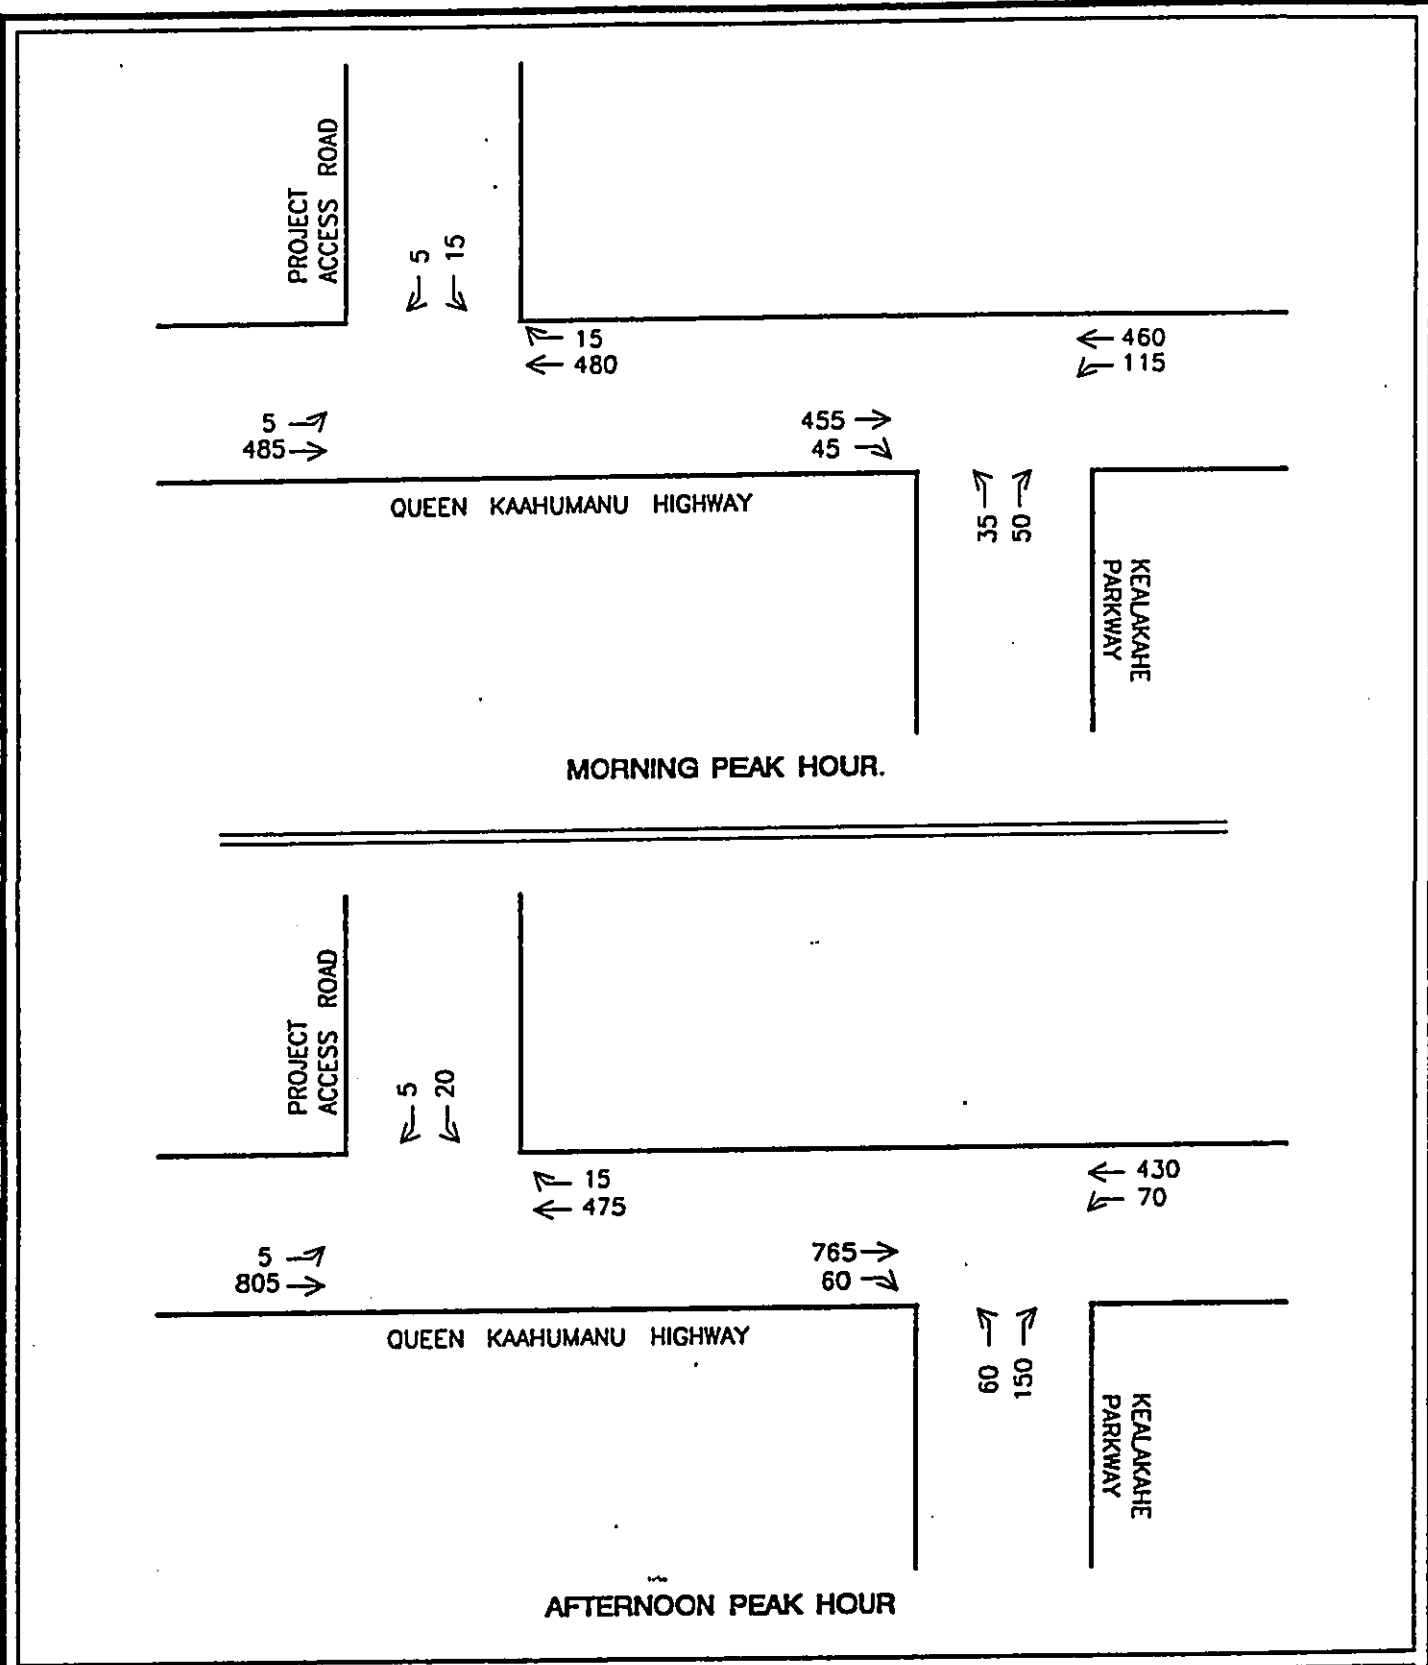 PROJECT
ACCESS ROAD
5
15
15
480
460
115
5
485
455
45
QUEEN KAAHUMANU HIGHWAY
35
50
KEALAKAHE
PARKWAY
MORNING PEAK HOUR.
PROJECT
ACCESS ROAD
5
20
15
475
430
70
5
805
765
60
QUEEN KAAHUMANU HIGHWAY
60
150
KEALAKAHE
PARKWAY
AFTERNOON PEAK HOUR